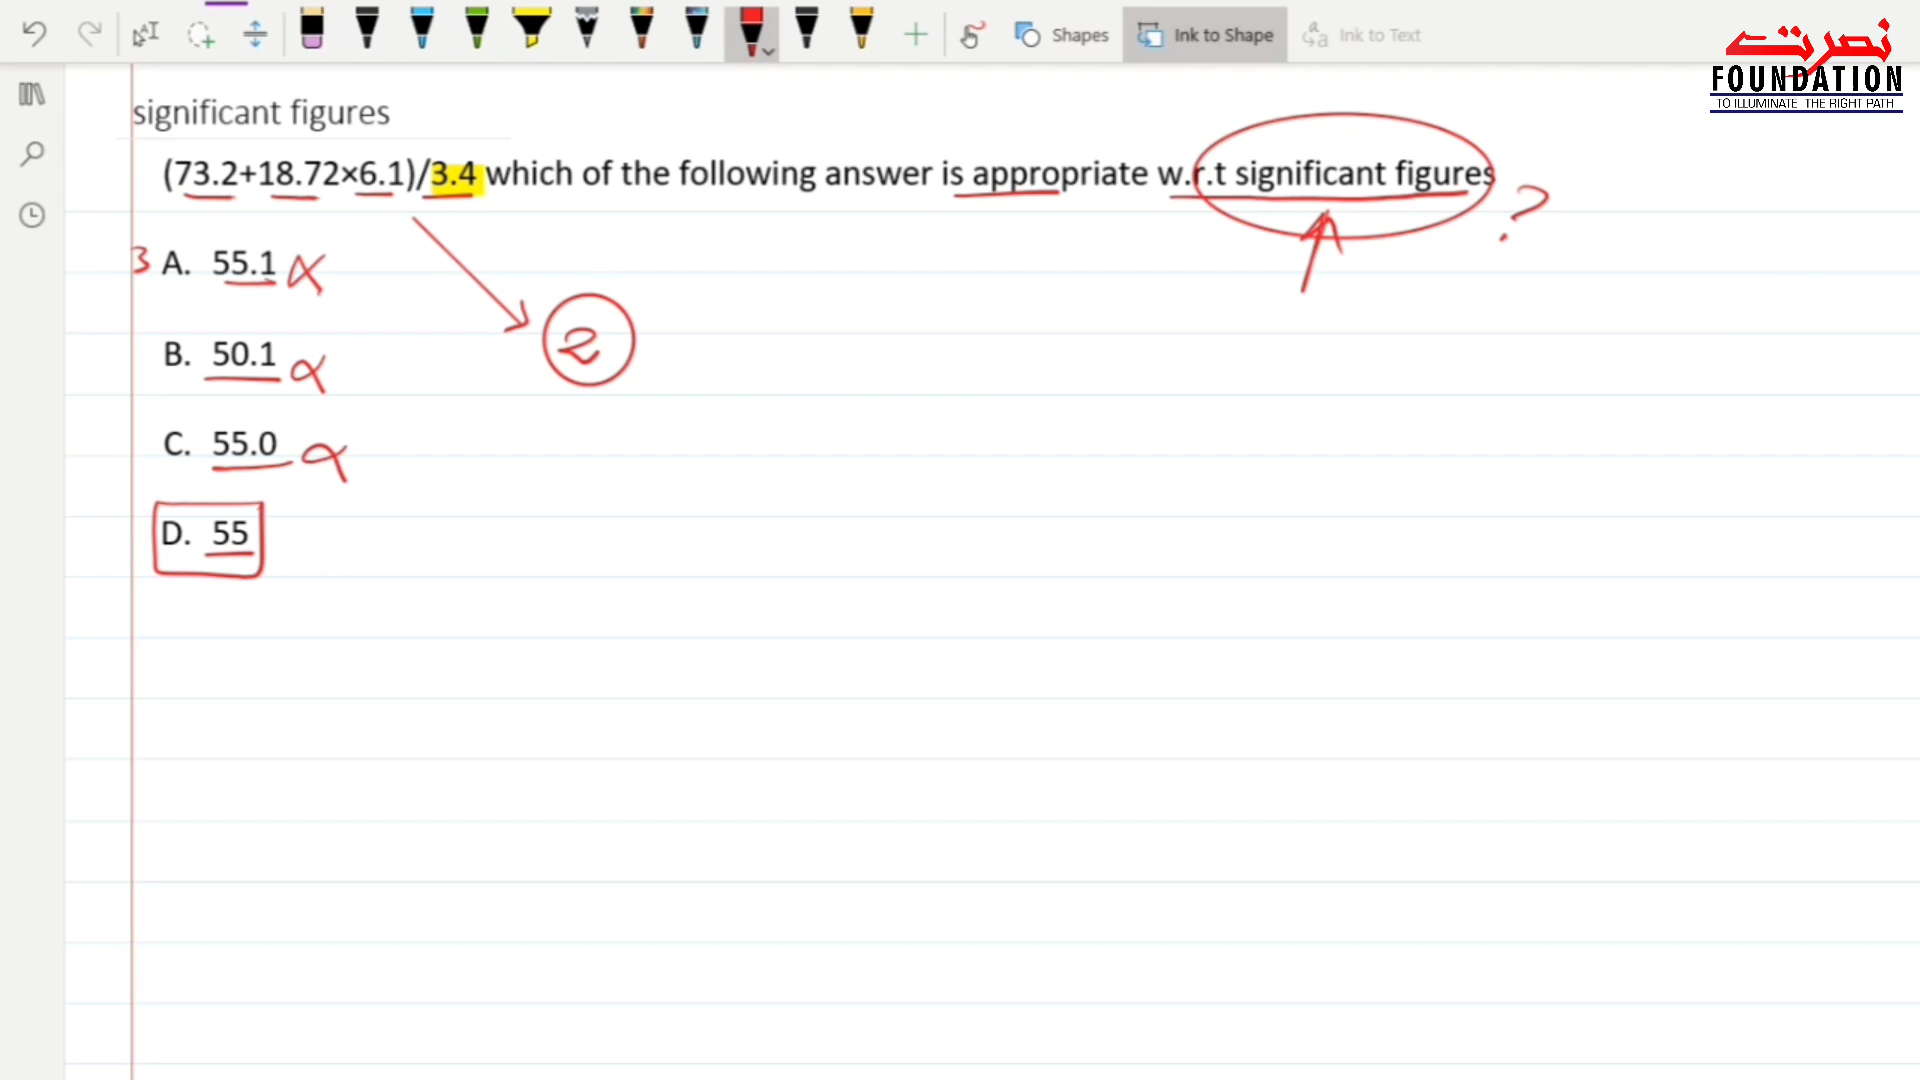 Shapes
Ink to Shape
Ink to Text
نصرت
FOUNDATION
TO ILLUMINATE THE RIGHT PATH
significant figures
(73.2+18.72×6.1)/3.4 which of the following answer is appropriate w.r.t significant figures ?
3 A. 55.1
2
B. 50.1
C. 55.0
D. 55